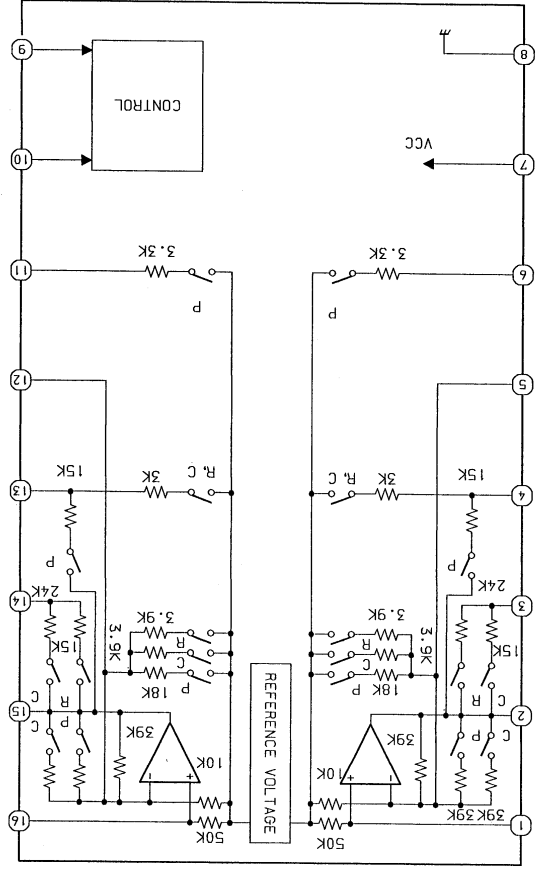 50K 50K
1 16
39K 39K
- + + -
10K 10K
39K 39K
REFERENCE VOLTAGE
C P P C
2 15
C R R C
18K P P 18K
15K 3.9K C C 3.9K 15K
R R
3.9K 3.9K
3 14
24K 24K
P P
4 3K R, C R, C 3K 13
15K 15K
5 12
P P
6 11
3.3K 3.3K
7 10
VCC
CONTROL
8 9